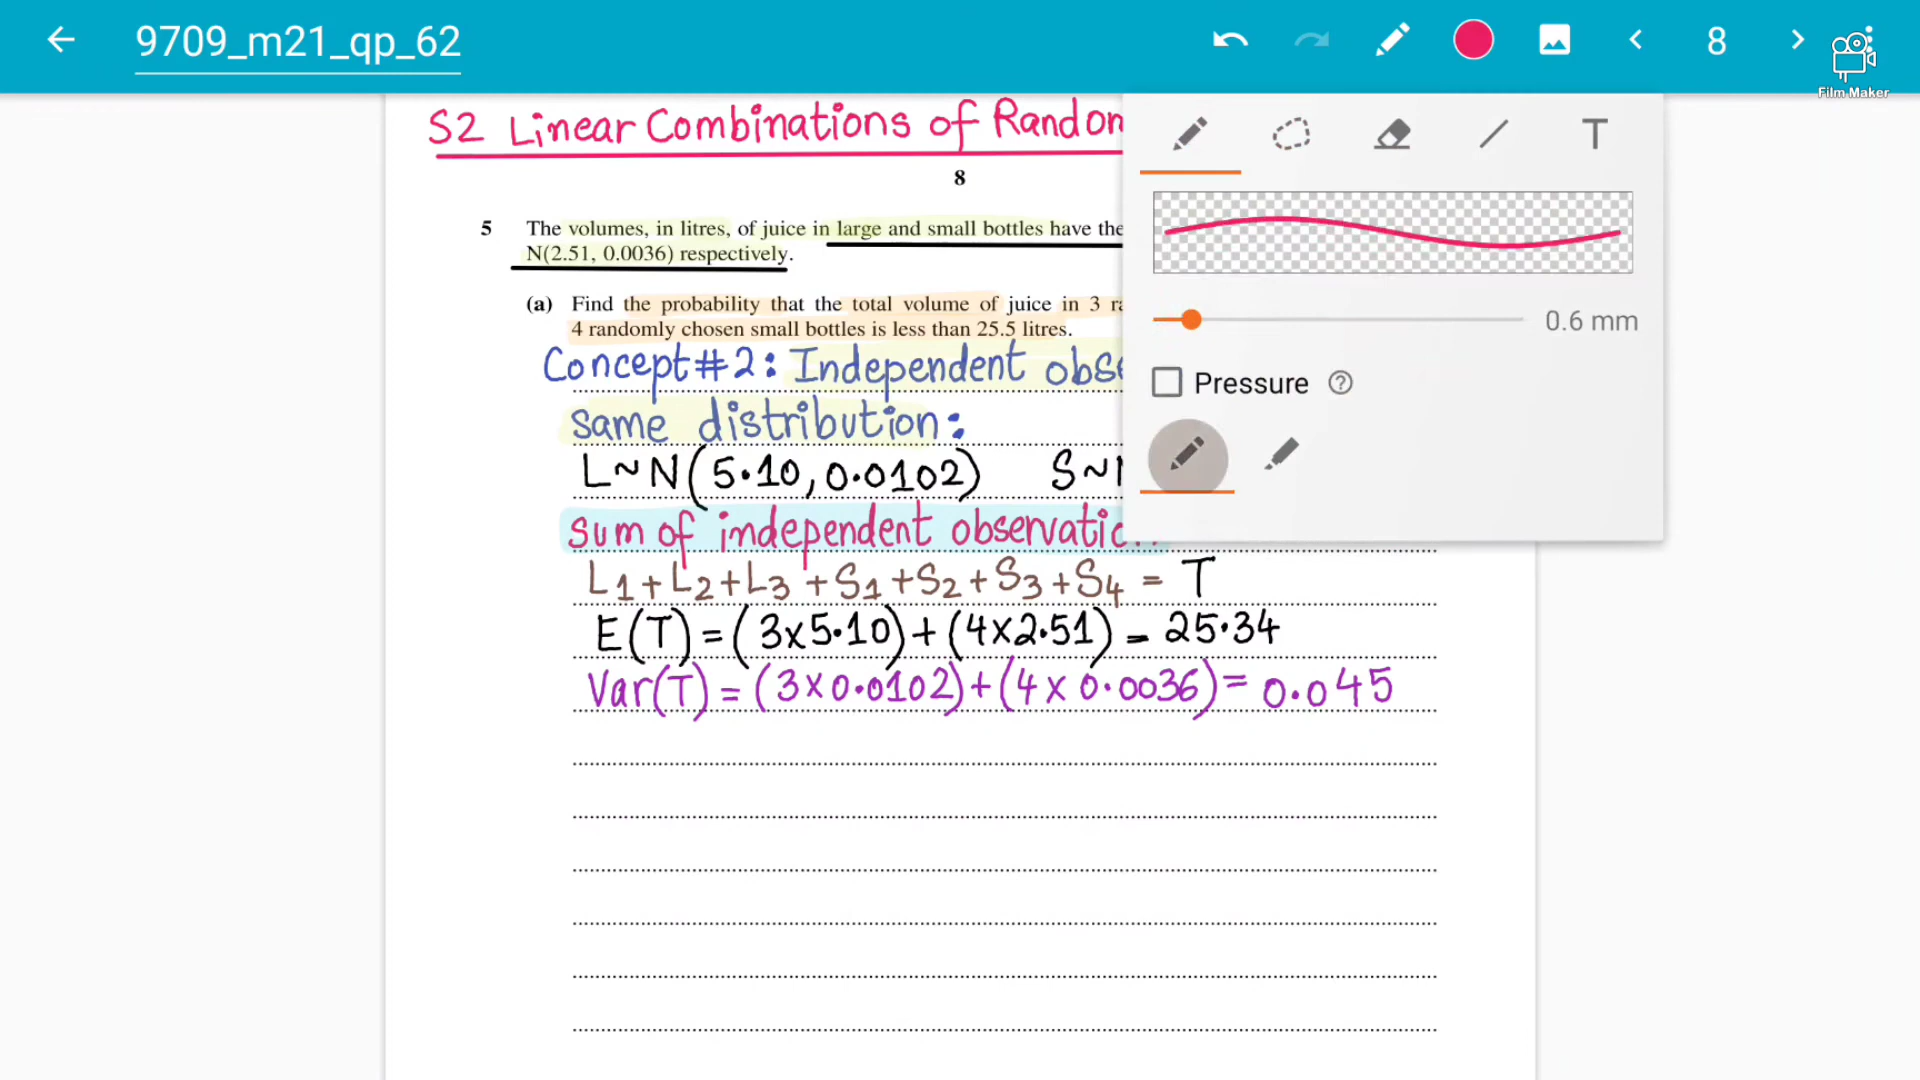 9709_m21_qp_62
8
Film Maker
S2 Linear Combinations of Random
8
5 The volumes, in litres, of juice in large and small bottles have the
N(2.51, 0.0036) respectively.
(a) Find the probability that the total volume of juice in 3
4 randomly chosen small bottles is less than 25.5 litres.
Concept#2: Independent
same distribution:
L~N(5.10, 0.0102) S~
Sum of independent
L1+L2+L3+S1+S2+S3+S4 = T
E(T)=(3x5.10)+(4x2.51) = 25.34
Var(T)=(3x0.0102)+(4x0.0036)=0.045
T
0.6 mm
Pressure